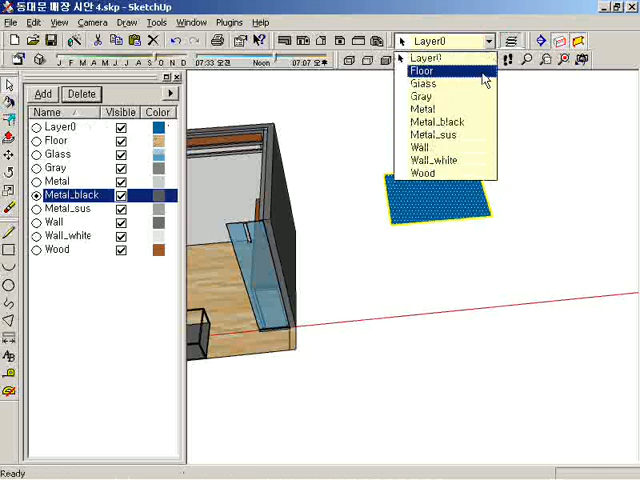 동대문 매장 시안 4.skp - SketchUp
File Edit View Camera Draw Tools Window Plugins Help
Layer0
J F M A M J J A S O N D 07:33 오전 Noon 07:02 오후
Layer0
Floor
Glass
Gray
Metal
Metal_black
Metal_sus
Wall
Wall_white
Wood
Add Delete
Name Visible Color
Layer0
Floor
Glass
Gray
Metal
Metal_black
Metal_sus
Wall
Wall_white
Wood
Ready